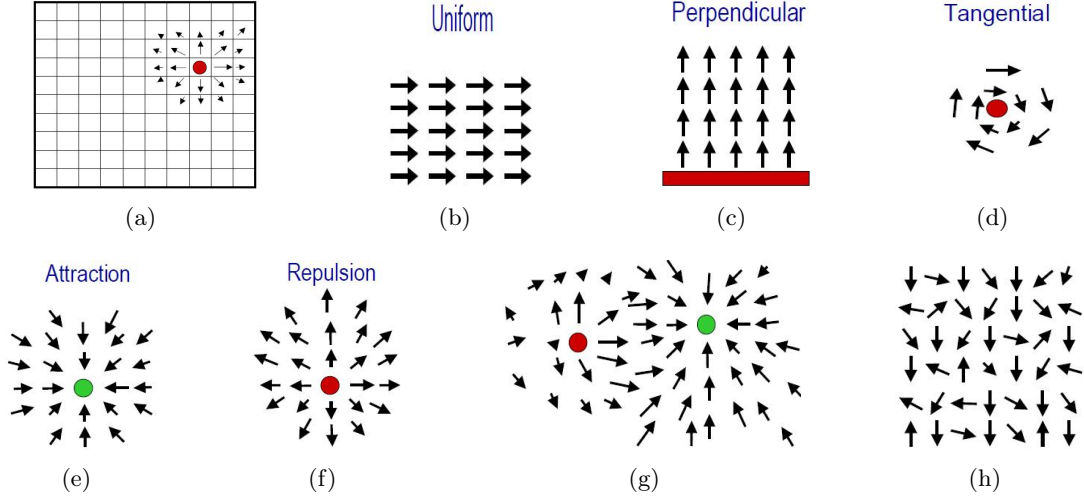 Uniform
Perpendicular
Tangential
(a)
(b)
(c)
(d)
Attraction
Repulsion
(e)
(f)
(g)
(h)